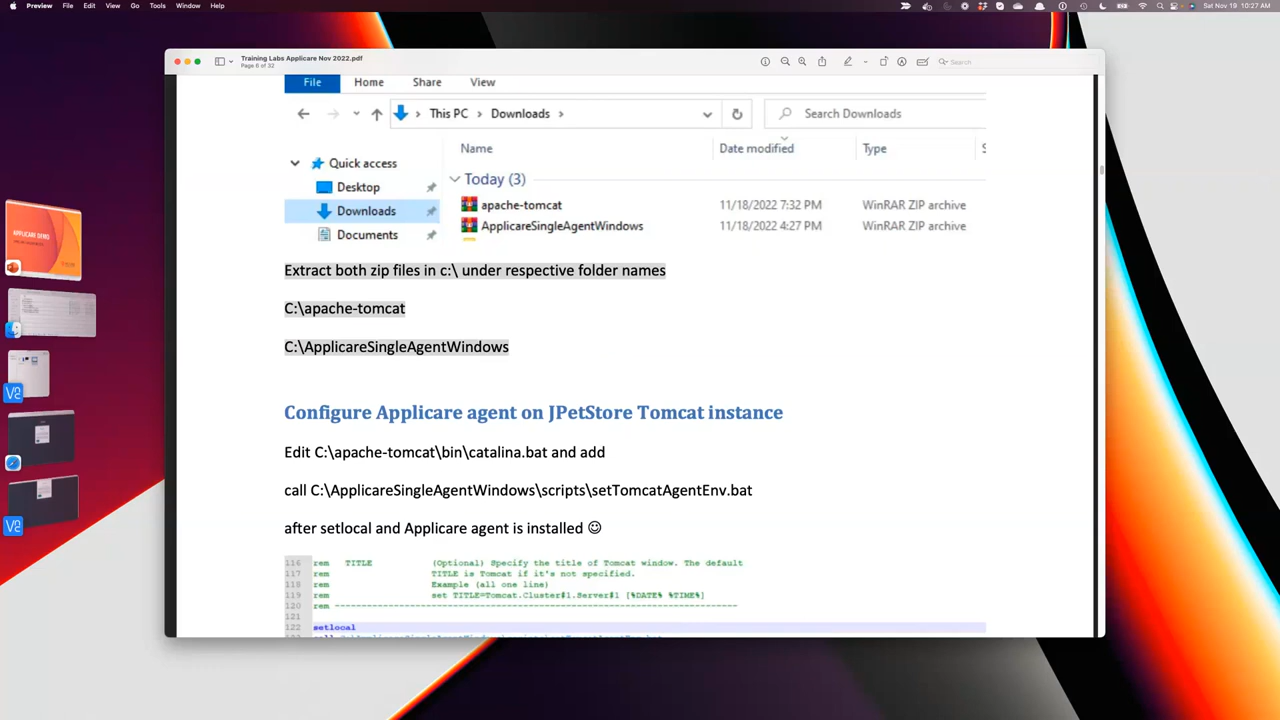 Preview File Edit View Go Tools Window Help
Sat Nov 19 10:27 AM
Training Labs Applicare Nov 2022.pdf
Page 6 of 32
Search
File Home Share View
This PC > Downloads >
Search Downloads
Name Date modified Type
Quick access
Today (3)
Desktop
apache-tomcat 11/18/2022 7:32 PM WinRAR ZIP archive
Downloads
ApplicareSingleAgentWindows 11/18/2022 4:27 PM WinRAR ZIP archive
Documents
Extract both zip files in c:\ under respective folder names
C:\apache-tomcat
C:\ApplicareSingleAgentWindows
Configure Applicare agent on JPetStore Tomcat instance
Edit C:\apache-tomcat\bin\catalina.bat and add
call C:\ApplicareSingleAgentWindows\scripts\setTomcatAgentEnv.bat
after setlocal and Applicare agent is installed ☺
116 rem TITLE (Optional) Specify the title of Tomcat window. The default
117 rem TITLE is Tomcat if it's not specified.
118 rem Example (all one line)
119 rem set TITLE=Tomcat.Cluster#1.Server#1 [%DATE% %TIME%]
120 rem ---------------------------------------------------------------------------
121
122 setlocal
APPLICARE DEMO